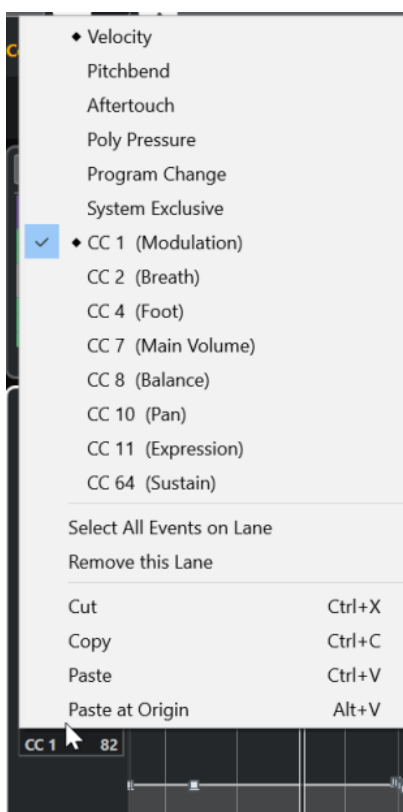 C
◆ Velocity
Pitchbend
Aftertouch
Poly Pressure
Program Change
System Exclusive
✓ ◆ CC 1 (Modulation)
CC 2 (Breath)
CC 4 (Foot)
CC 7 (Main Volume)
CC 8 (Balance)
CC 10 (Pan)
CC 11 (Expression)
CC 64 (Sustain)
Select All Events on Lane
Remove this Lane
Cut Ctrl+X
Copy Ctrl+C
Paste Ctrl+V
Paste at Origin Alt+V
CC 1 82